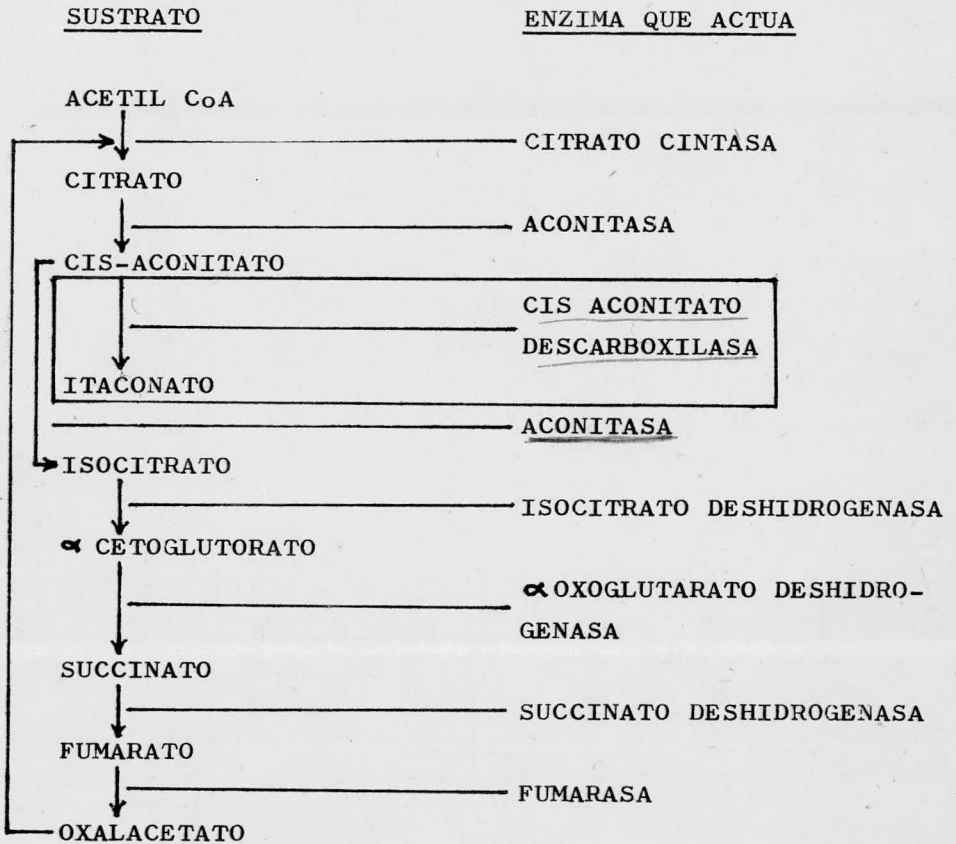 SUSTRATO ENZIMA QUE ACTUA
ACETIL CoA
CITRATO CINTASA
CITRATO
ACONITASA
CIS-ACONITATO
CIS ACONITATO
DESCARBOXILASA
ITACONATO
ACONITASA
ISOCITRATO
ISOCITRATO DESHIDROGENASA
α CETOGLUTORATO
α OXOGLUTARATO DESHIDRO-
GENASA
SUCCINATO
SUCCINATO DESHIDROGENASA
FUMARATO
FUMARASA
OXALACETATO